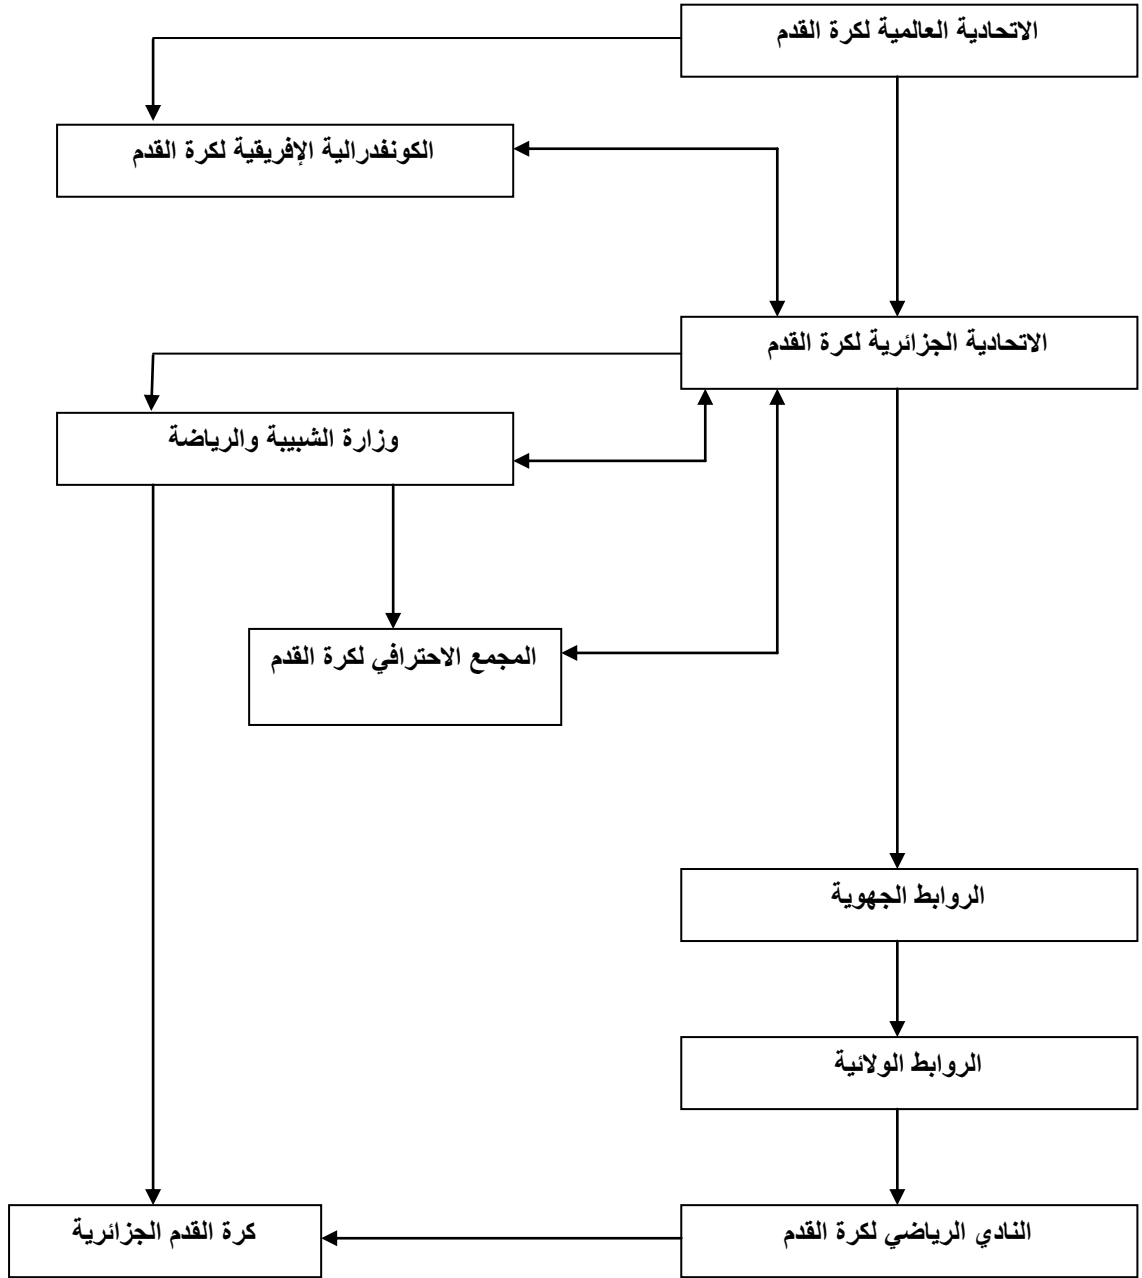 الاتحادية العالمية لكرة القدم
الكونفدرالية الإفريقية لكرة القدم
الاتحادية الجزائرية لكرة القدم
وزارة الشبيبة والرياضة
المجمع الاحترافي لكرة القدم
الروابط الجهوية
الروابط الولائية
النادي الرياضي لكرة القدم
كرة القدم الجزائرية